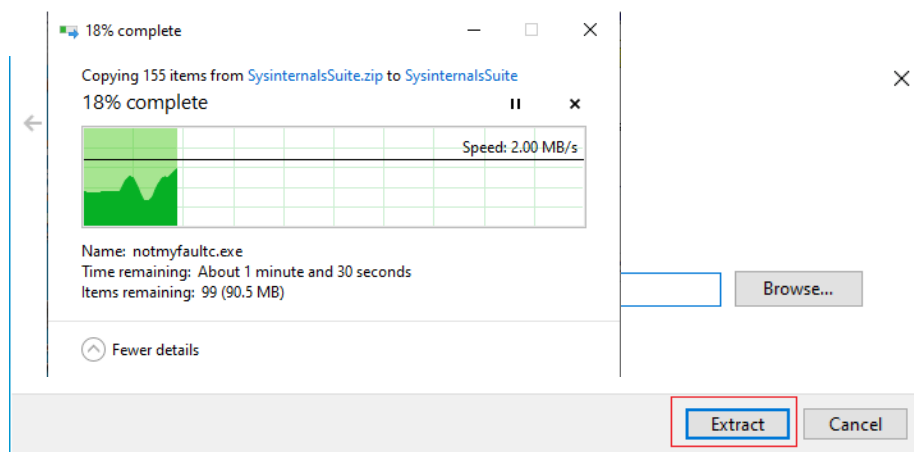 18% complete
Copying 155 items from SysinternalsSuite.zip to SysinternalsSuite
18% complete
Speed: 2.00 MB/s
Name: notmyfaultc.exe
Time remaining: About 1 minute and 30 seconds
Items remaining: 99 (90.5 MB)
Browse...
Fewer details
Extract
Cancel